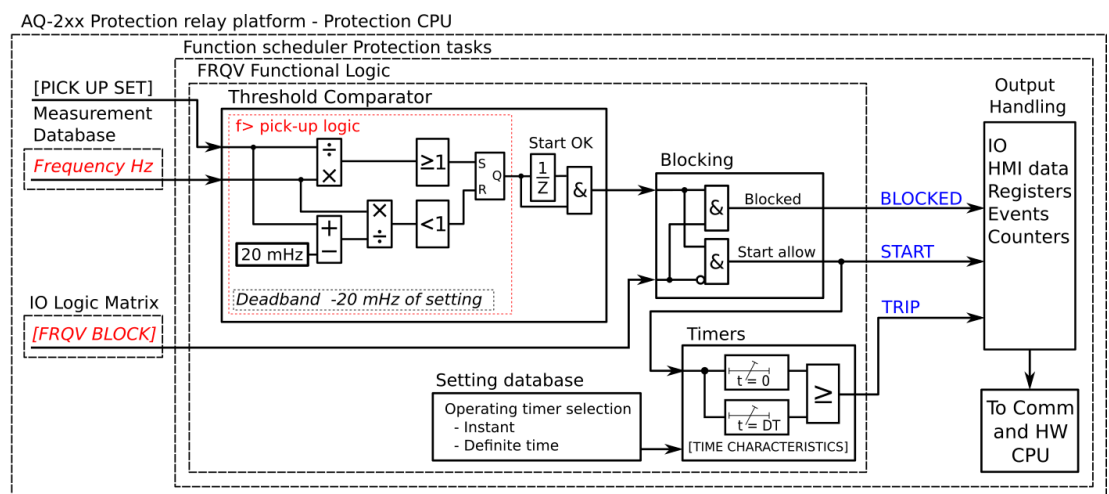 AQ-2xx Protection relay platform - Protection CPU
Function scheduler Protection tasks
FRQV Functional Logic
[PICK UP SET]
Measurement
Database
Frequency Hz
Threshold Comparator
f> pick-up logic
÷
×
≥1
S
Q
R
×
÷
<1
+
−
20 mHz
Deadband -20 mHz of setting
Start OK
1
Z
&
Blocking
&
Blocked
&
Start allow
BLOCKED
START
TRIP
Output
Handling
IO
HMI data
Registers
Events
Counters
To Comm
and HW
CPU
IO Logic Matrix
[FRQV BLOCK]
Setting database
Operating timer selection
- Instant
- Definite time
Timers
t = 0
t = DT
≥
[TIME CHARACTERISTICS]